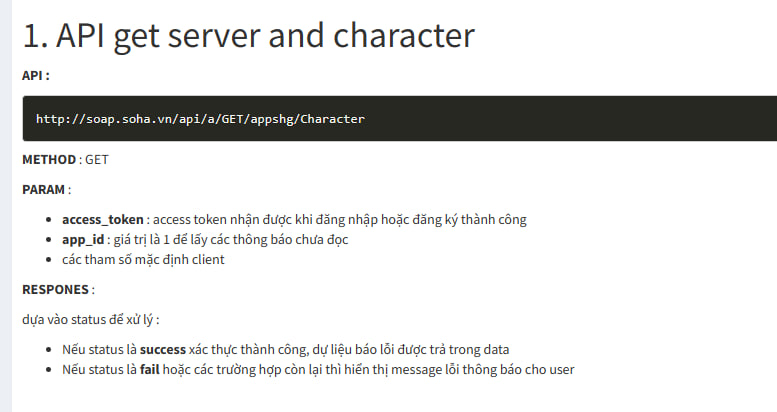 1. API get server and character
API :
http://soap.soha.vn/api/a/GET/appshg/Character
METHOD : GET
PARAM :
access_token : access token nhận được khi đăng nhập hoặc đăng ký thành công
app_id : giá trị là 1 để lấy các thông báo chưa đọc
các tham số mặc định client
RESPONES :
dựa vào status để xử lý :
Nếu status là success xác thực thành công, dự liệu báo lỗi được trả trong data
Nếu status là fail hoặc các trường hợp còn lại thì hiển thị message lỗi thông báo cho user